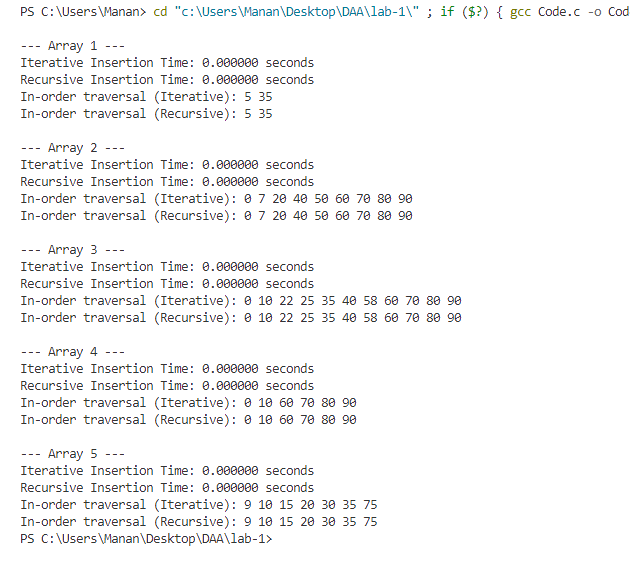 PS C:\Users\Manan> cd "c:\Users\Manan\Desktop\DAA\lab-1\" ; if ($?) { gcc Code.c -o Cod
--- Array 1 ---
Iterative Insertion Time: 0.000000 seconds
Recursive Insertion Time: 0.000000 seconds
In-order traversal (Iterative): 5 35
In-order traversal (Recursive): 5 35
--- Array 2 ---
Iterative Insertion Time: 0.000000 seconds
Recursive Insertion Time: 0.000000 seconds
In-order traversal (Iterative): 0 7 20 40 50 60 70 80 90
In-order traversal (Recursive): 0 7 20 40 50 60 70 80 90
--- Array 3 ---
Iterative Insertion Time: 0.000000 seconds
Recursive Insertion Time: 0.000000 seconds
In-order traversal (Iterative): 0 10 22 25 35 40 58 60 70 80 90
In-order traversal (Recursive): 0 10 22 25 35 40 58 60 70 80 90
--- Array 4 ---
Iterative Insertion Time: 0.000000 seconds
Recursive Insertion Time: 0.000000 seconds
In-order traversal (Iterative): 0 10 60 70 80 90
In-order traversal (Recursive): 0 10 60 70 80 90
--- Array 5 ---
Iterative Insertion Time: 0.000000 seconds
Recursive Insertion Time: 0.000000 seconds
In-order traversal (Iterative): 9 10 15 20 30 35 75
In-order traversal (Recursive): 9 10 15 20 30 35 75
PS C:\Users\Manan\Desktop\DAA\lab-1>